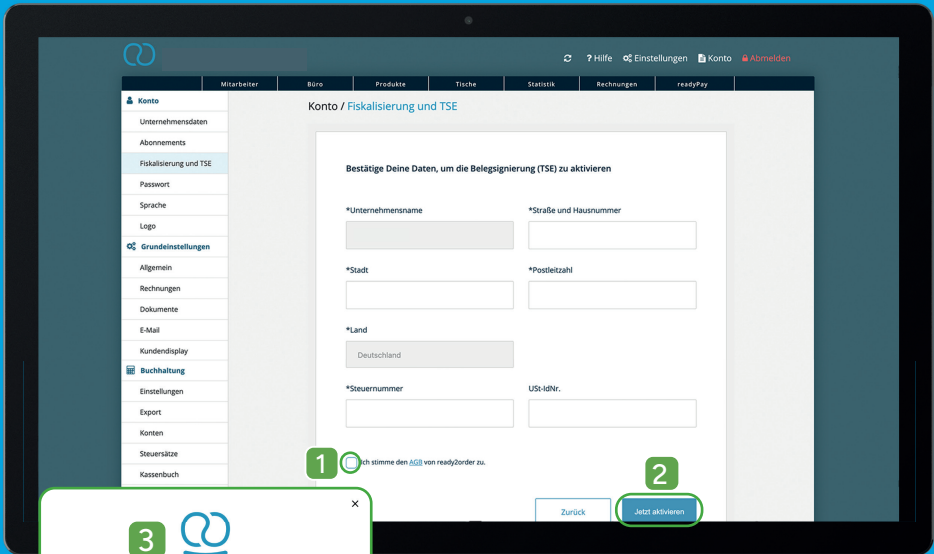 ? Hilfe Einstellungen Konto Abmelden
Mitarbeiter Büro Produkte Tische Statistik Rechnungen readyPay
Konto
Unternehmensdaten
Abonnements
Fiskalisierung und TSE
Passwort
Sprache
Logo
Grundeinstellungen
Allgemein
Rechnungen
Dokumente
E-Mail
Kundendisplay
Buchhaltung
Einstellungen
Export
Konten
Steuersätze
Kassenbuch
Konto / Fiskalisierung und TSE
Bestätige Deine Daten, um die Belegsignierung (TSE) zu aktivieren
*Unternehmensname *Straße und Hausnummer
*Stadt *Postleitzahl
*Land
Deutschland
*Steuernummer USt-IdNr.
1 Ich stimme den AGB von ready2order zu.
2
Zurück Jetzt aktivieren
×
3